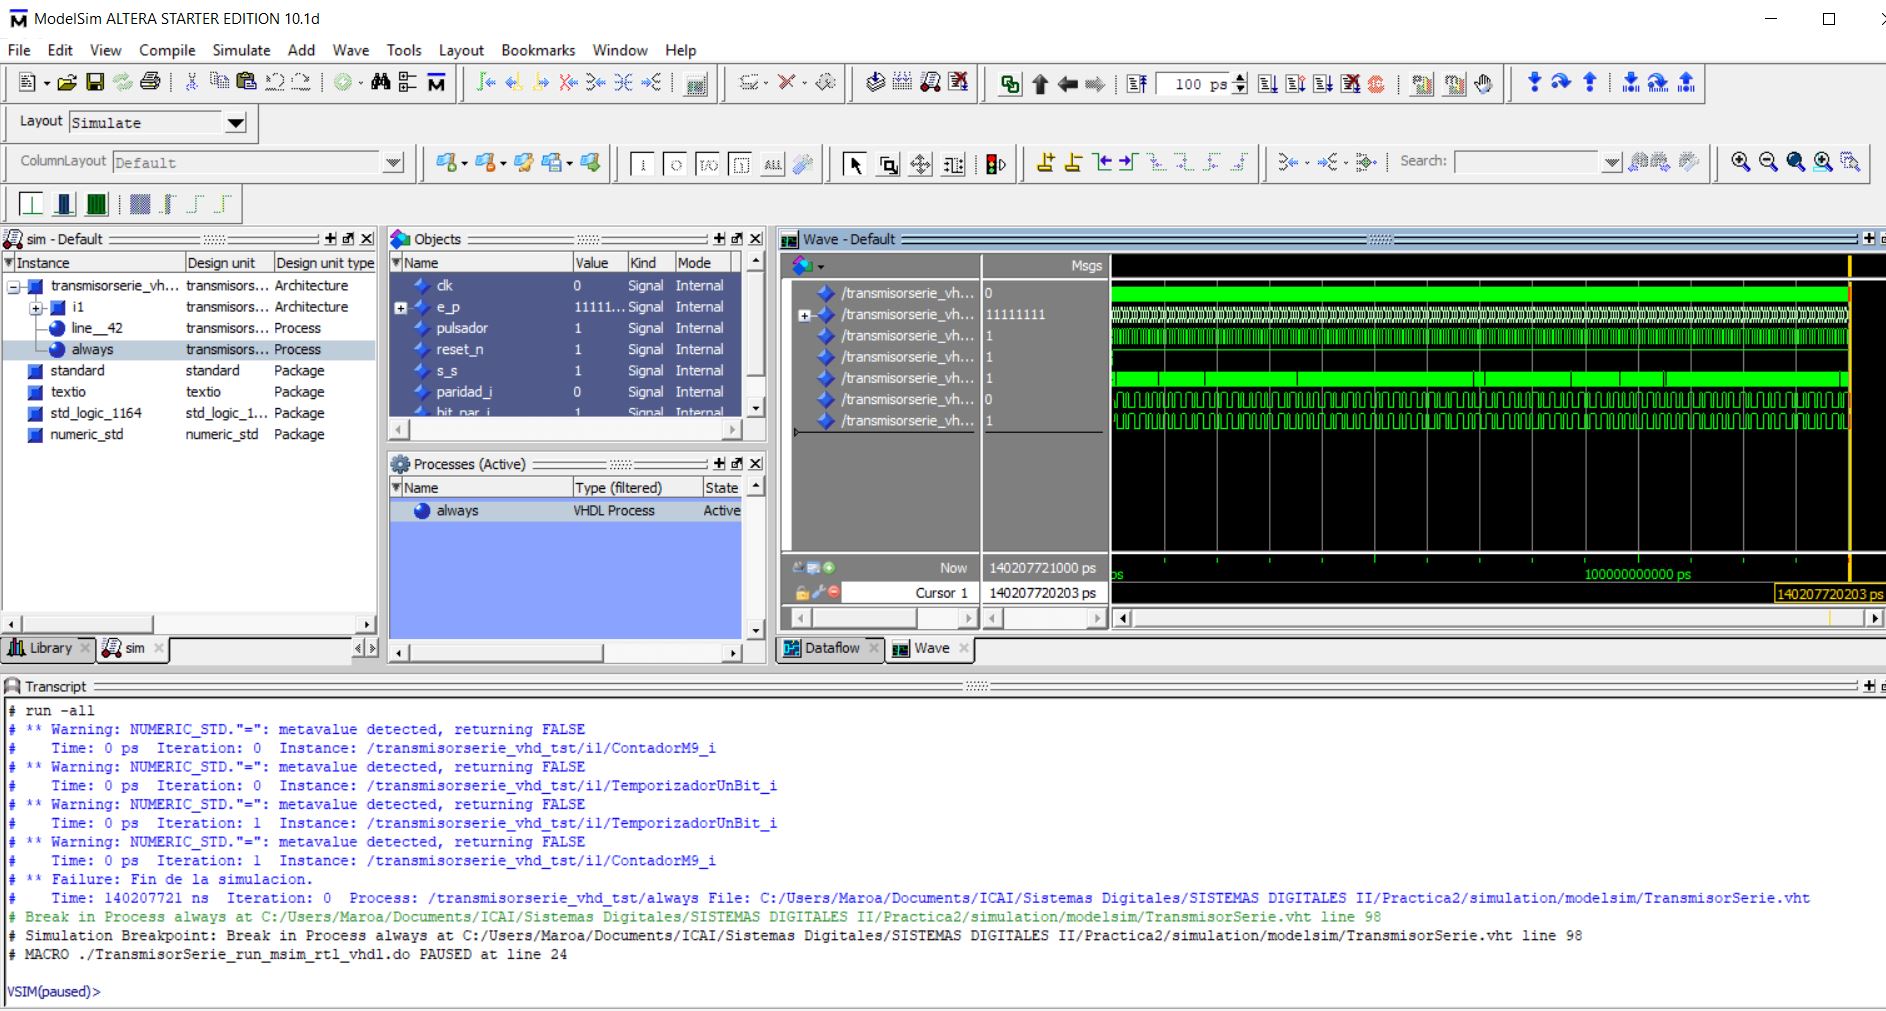 ModelSim ALTERA STARTER EDITION 10.1d
File Edit View Compile Simulate Add Wave Tools Layout Bookmarks Window Help
100 ps
Layout Simulate
ColumnLayout Default
Search:
sim - Default
Instance Design unit Design unit type
transmisorserie_vh... transmisors... Architecture
i1 transmisors... Architecture
line__42 transmisors... Process
always transmisors... Process
standard standard Package
textio textio Package
std_logic_1164 std_logic_1... Package
numeric_std numeric_std Package
Library sim
Objects
Name Value Kind Mode
clk 0 Signal Internal
e_p 11111... Signal Internal
pulsador 1 Signal Internal
reset_n 1 Signal Internal
s_s 1 Signal Internal
paridad_i 0 Signal Internal
bit_par_i 1 Signal Internal
Processes (Active)
Name Type (filtered) State
always VHDL Process Active
Wave - Default
Msgs
/transmisorserie_vh... 0
/transmisorserie_vh... 11111111
/transmisorserie_vh... 1
/transmisorserie_vh... 1
/transmisorserie_vh... 1
/transmisorserie_vh... 0
/transmisorserie_vh... 1
Now 140207721000 ps
ps 100000000000 ps
Cursor 1 140207720203 ps
140207720203 ps
Dataflow Wave
Transcript
# run -all
# ** Warning: NUMERIC_STD."=": metavalue detected, returning FALSE
#    Time: 0 ps  Iteration: 0  Instance: /transmisorserie_vhd_tst/i1/ContadorM9_i
# ** Warning: NUMERIC_STD."=": metavalue detected, returning FALSE
#    Time: 0 ps  Iteration: 0  Instance: /transmisorserie_vhd_tst/i1/TemporizadorUnBit_i
# ** Warning: NUMERIC_STD."=": metavalue detected, returning FALSE
#    Time: 0 ps  Iteration: 1  Instance: /transmisorserie_vhd_tst/i1/TemporizadorUnBit_i
# ** Warning: NUMERIC_STD."=": metavalue detected, returning FALSE
#    Time: 0 ps  Iteration: 1  Instance: /transmisorserie_vhd_tst/i1/ContadorM9_i
# ** Failure: Fin de la simulacion.
#    Time: 140207721 ns  Iteration: 0  Process: /transmisorserie_vhd_tst/always File: C:/Users/Maroa/Documents/ICAI/Sistemas Digitales/SISTEMAS DIGITALES II/Practica2/simulation/modelsim/TransmisorSerie.vht
# Break in Process always at C:/Users/Maroa/Documents/ICAI/Sistemas Digitales/SISTEMAS DIGITALES II/Practica2/simulation/modelsim/TransmisorSerie.vht line 98
# Simulation Breakpoint: Break in Process always at C:/Users/Maroa/Documents/ICAI/Sistemas Digitales/SISTEMAS DIGITALES II/Practica2/simulation/modelsim/TransmisorSerie.vht line 98
# MACRO ./TransmisorSerie_run_msim_rtl_vhdl.do PAUSED at line 24
VSIM(paused)>